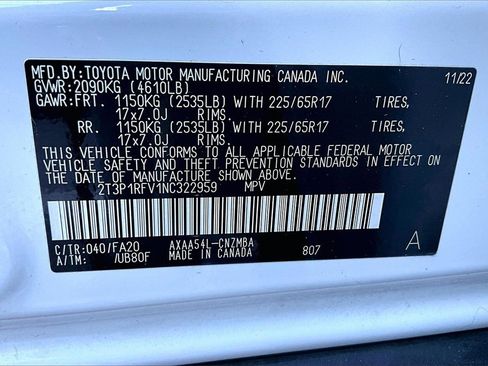 MFD.BY:TOYOTA MOTOR MANUFACTURING CANADA INC. 11/22
GVWR:2090KG (4610LB)
GAWR:FRT. 1150KG (2535LB) WITH 225/65R17 TIRES,
17x7.0J RIMS.
RR. 1150KG (2535LB) WITH 225/65R17 TIRES,
17x7.0J RIMS.
THIS VEHICLE CONFORMS TO ALL APPLICABLE FEDERAL MOTOR
VEHICLE SAFETY AND THEFT PREVENTION STANDARDS IN EFFECT
ON THE DATE OF MANUFACTURE SHOWN ABOVE.
2T3P1RFV1NC322959 MPV
C/TR:040/FA20 AXAA54L-CNZMBA A
A/TM: /UB80F MADE IN CANADA 807